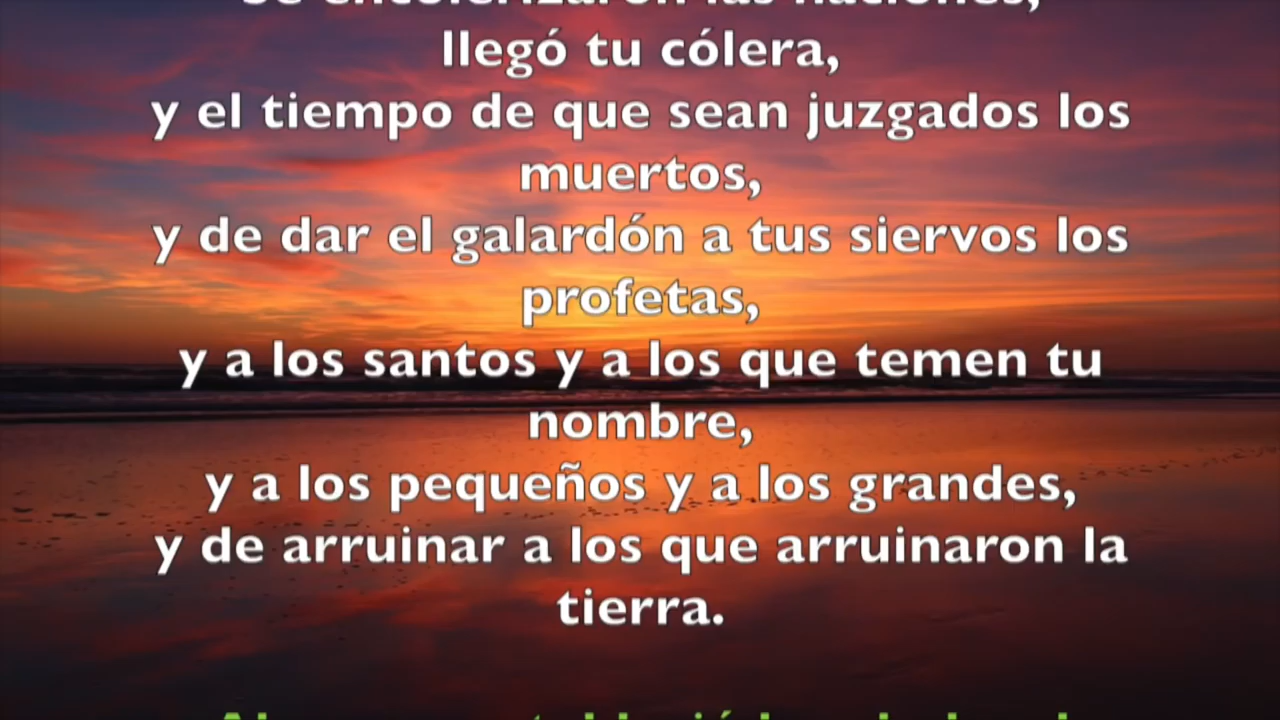 llegó tu cólera,
y el tiempo de que sean juzgados los
muertos,
y de dar el galardón a tus siervos los
profetas,
y a los santos y a los que temen tu
nombre,
y a los pequeños y a los grandes,
y de arruinar a los que arruinaron la
tierra.